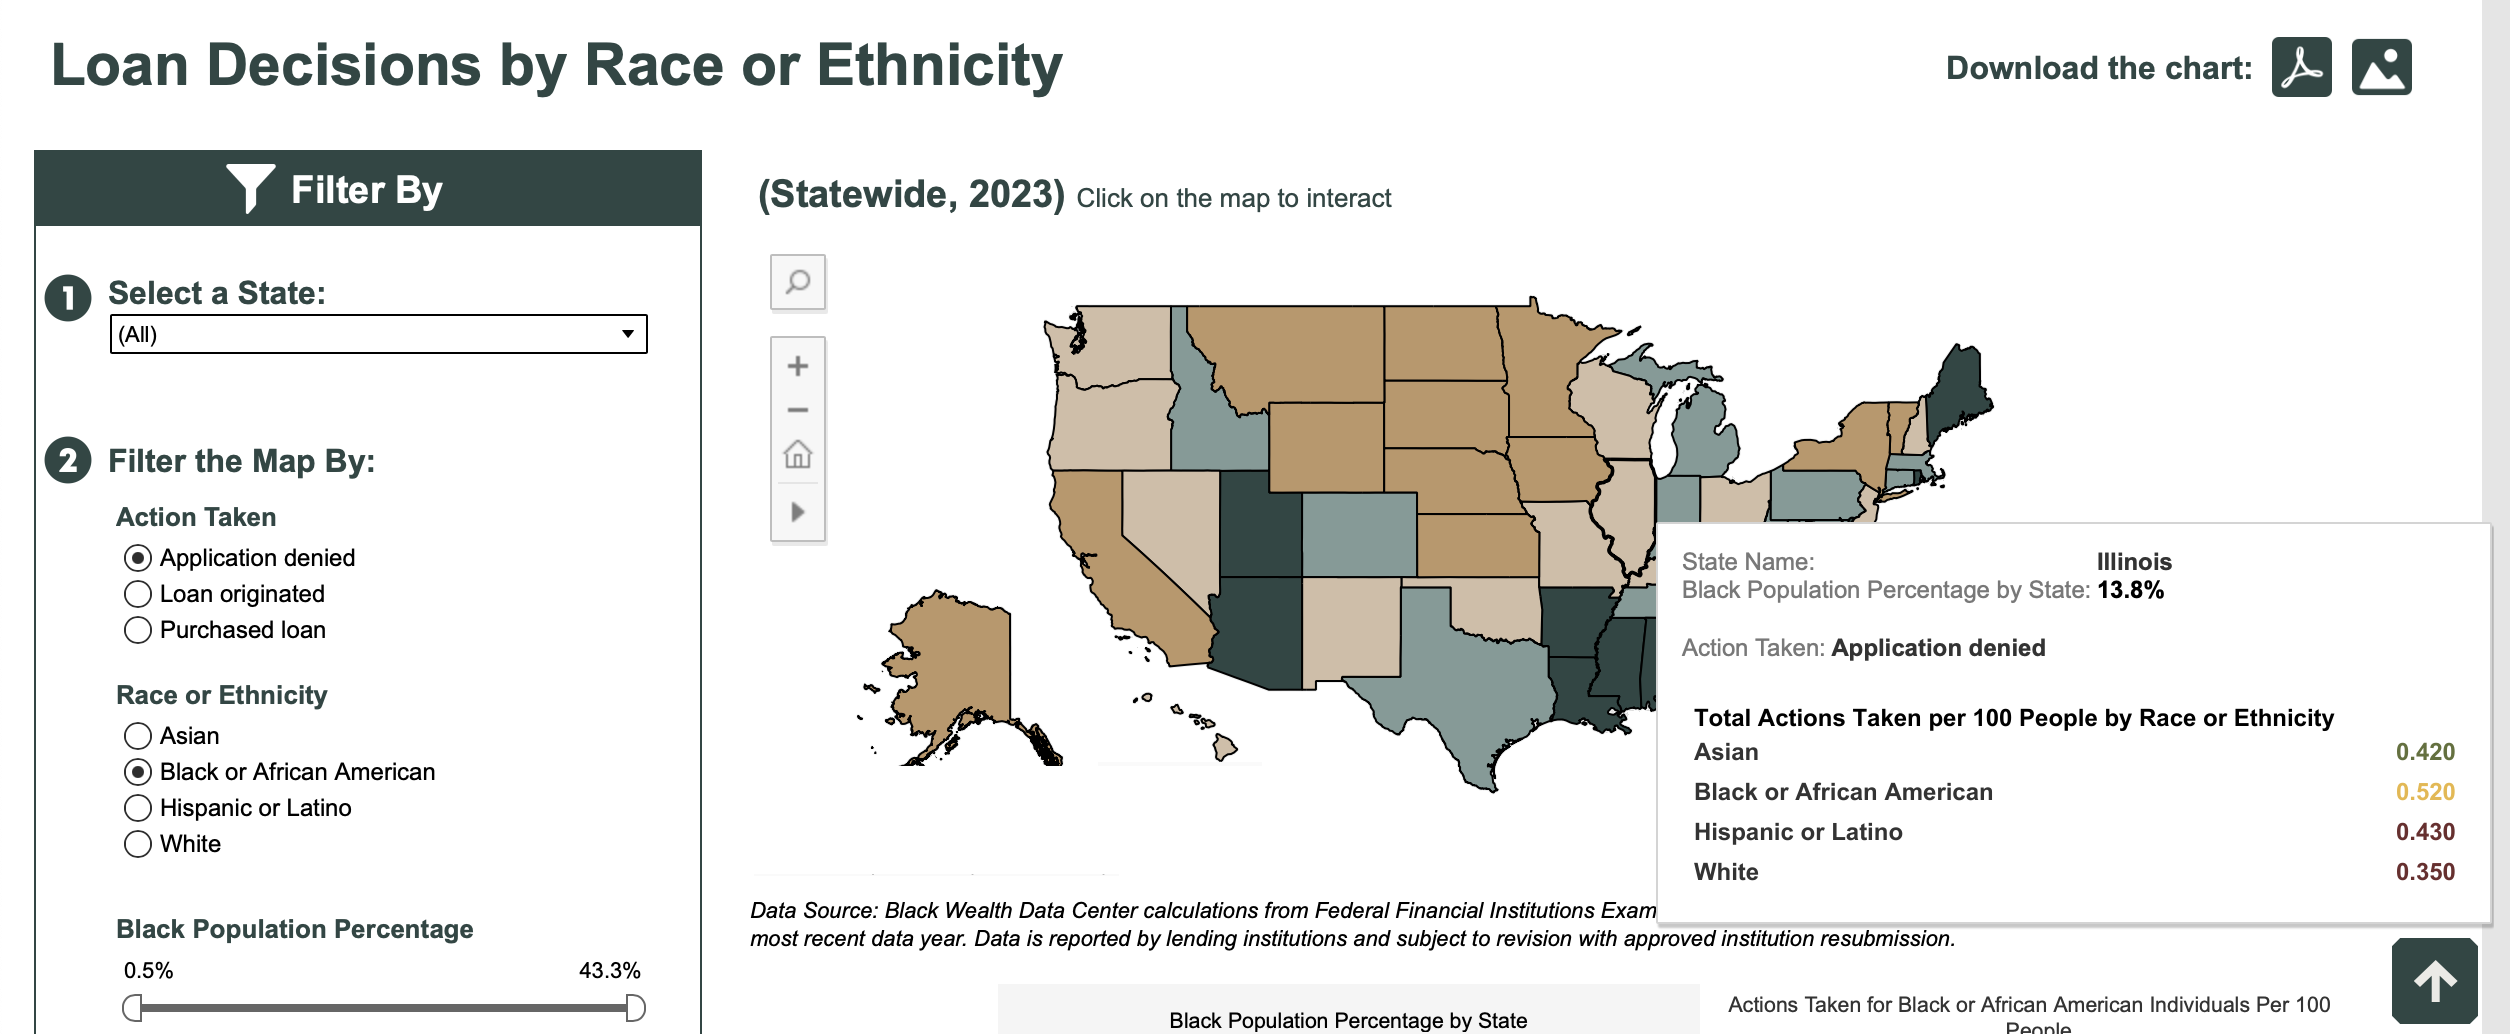 Loan Decisions by Race or Ethnicity
Download the chart:
Filter By
1 Select a State:
(All)
2 Filter the Map By:
Action Taken
Application denied
Loan originated
Purchased loan
Race or Ethnicity
Asian
Black or African American
Hispanic or Latino
White
Black Population Percentage
0.5% 43.3%
(Statewide, 2023) Click on the map to interact
State Name: Illinois
Black Population Percentage by State: 13.8%
Action Taken: Application denied
Total Actions Taken per 100 People by Race or Ethnicity
Asian 0.420
Black or African American 0.520
Hispanic or Latino 0.430
White 0.350
Data Source: Black Wealth Data Center calculations from Federal Financial Institutions Exam
most recent data year. Data is reported by lending institutions and subject to revision with approved institution resubmission.
Black Population Percentage by State
Actions Taken for Black or African American Individuals Per 100
People